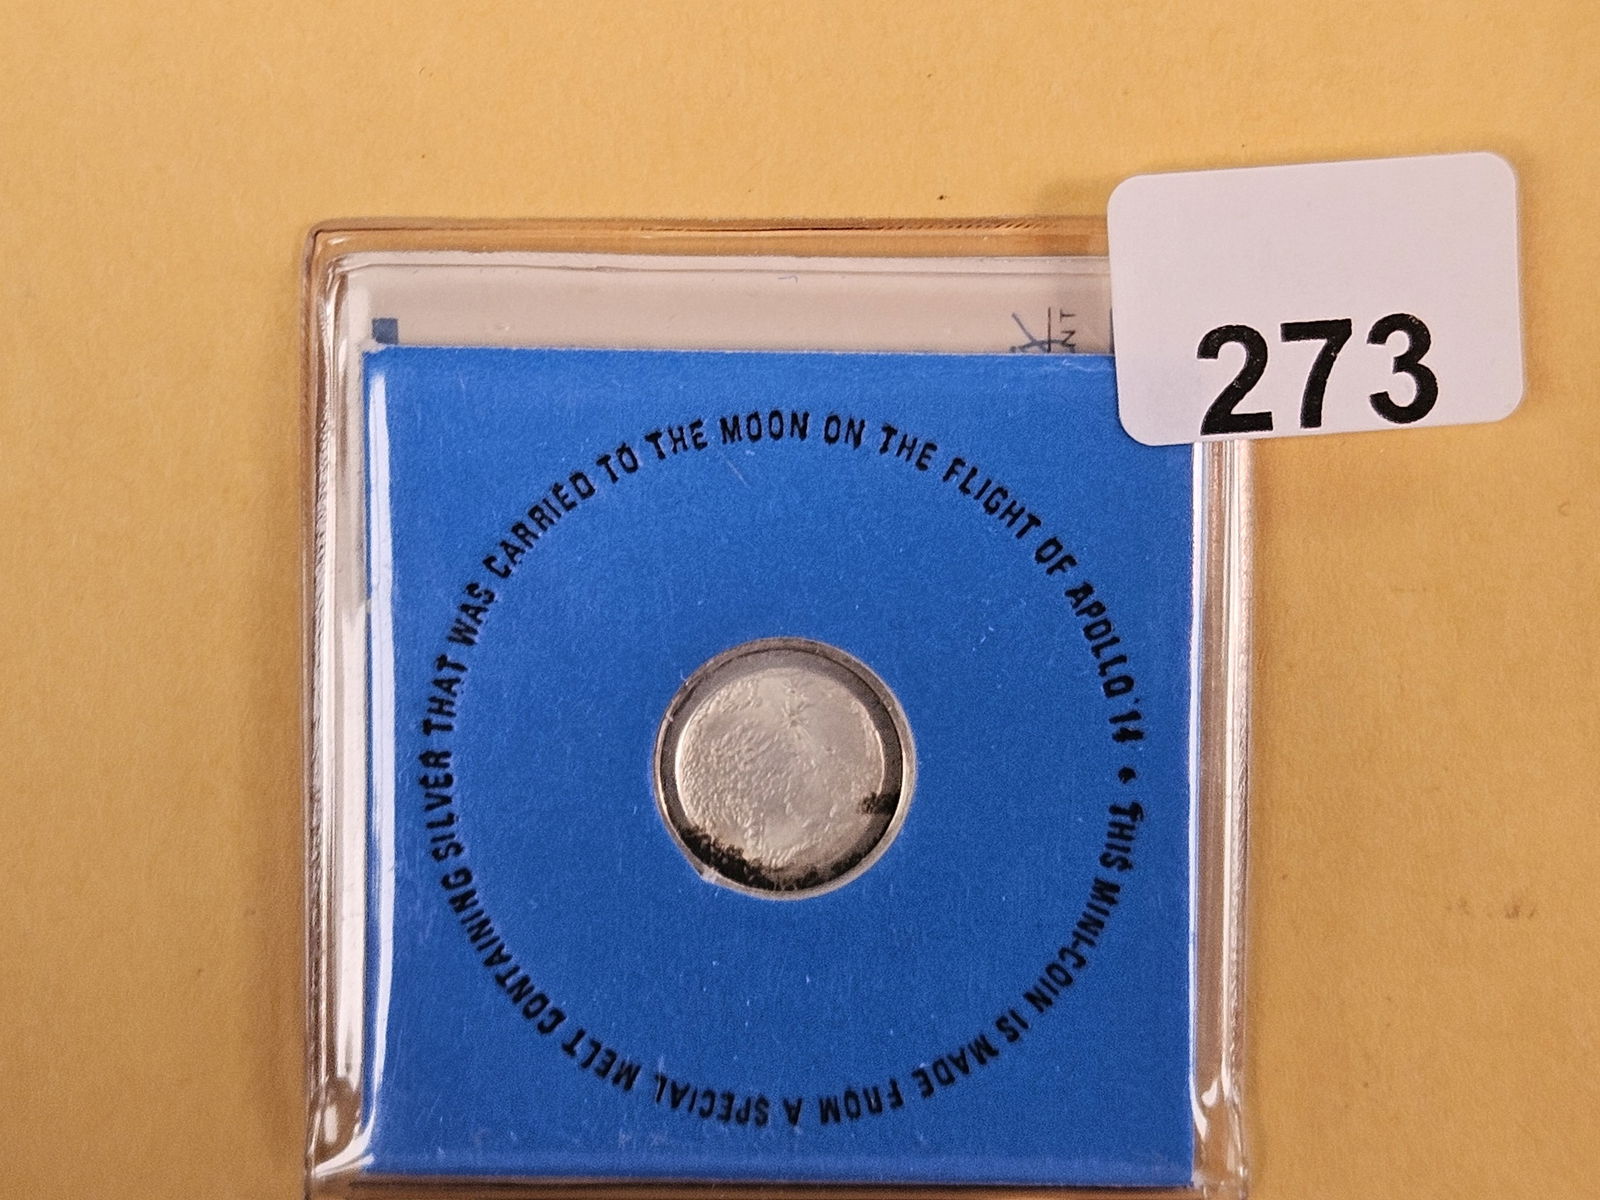 273
THIS MINI-COIN IS MADE FROM A SPECIAL MELT CONTAINING SILVER THAT WAS CARRIED TO THE MOON ON THE FLIGHT OF APOLLO 14 •